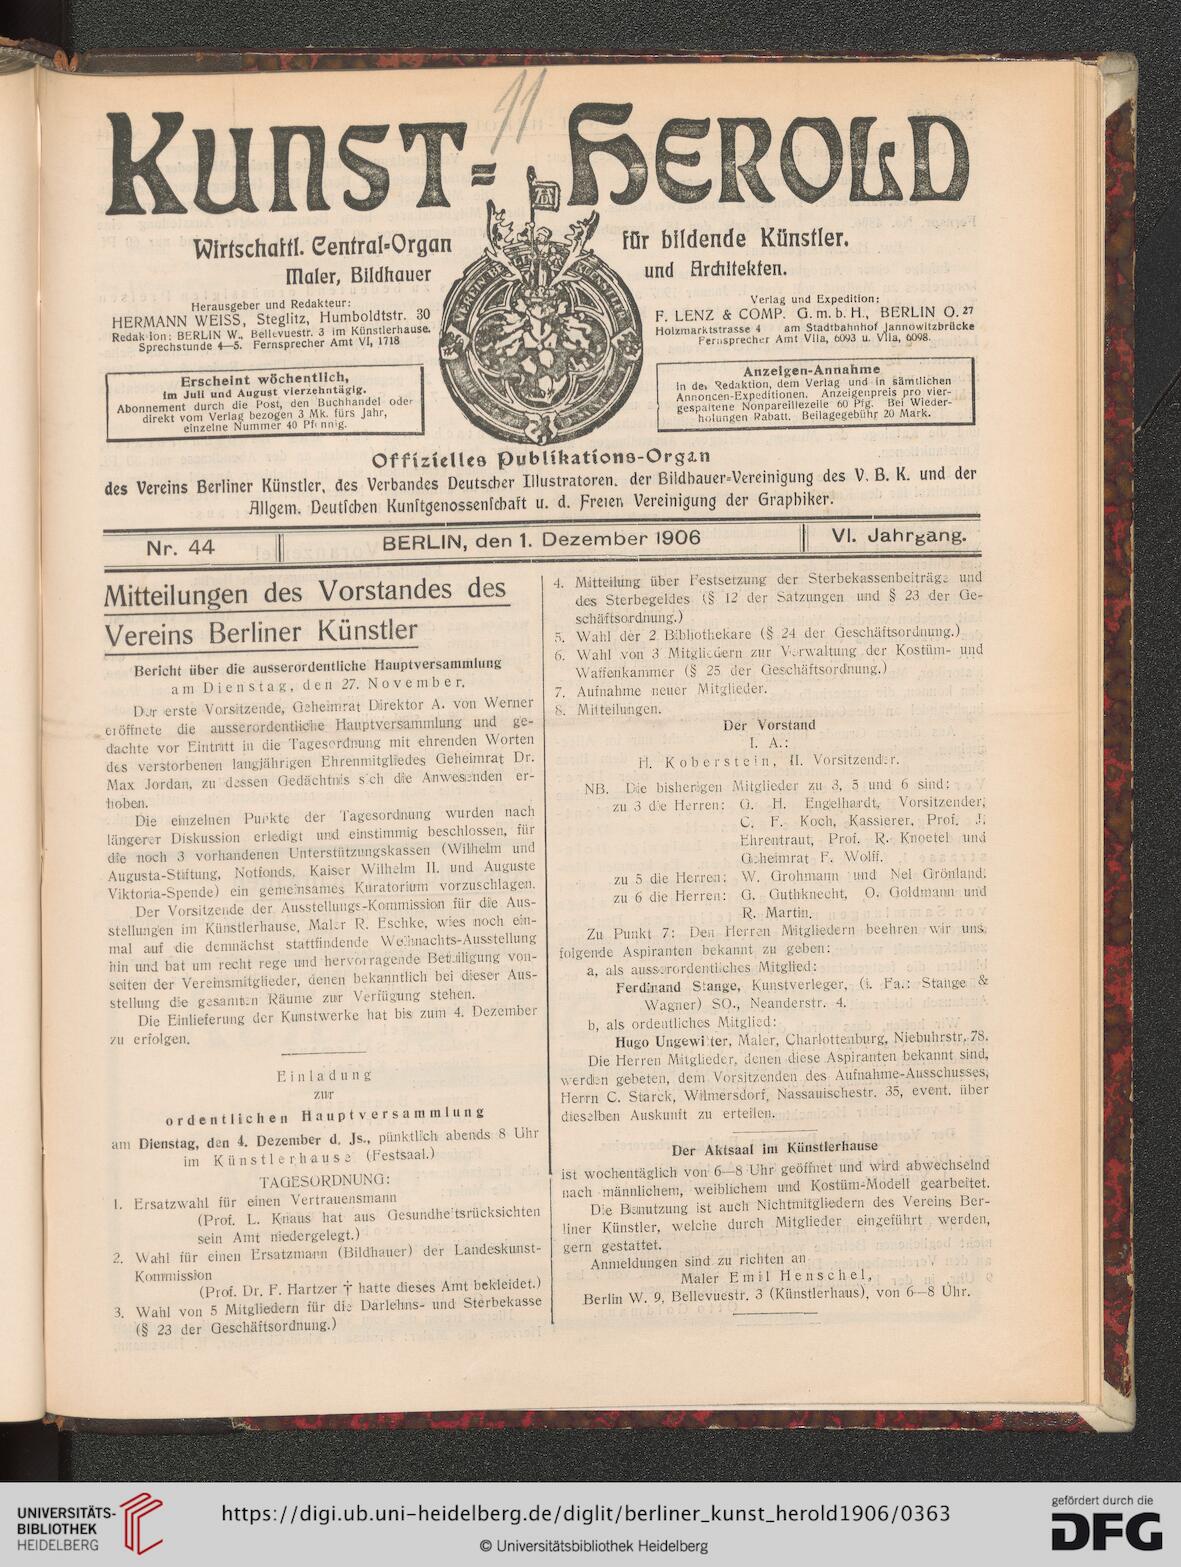 11
KUNST=HEROLD
Wirtschaftl. Central=Organ für bildende Künstler,
Maler, Bildhauer und Architekten.
Herausgeber und Redakteur:
HERMANN WEISS, Steglitz, Humboldtstr. 30
Redaktion: BERLIN W., Bellevuestr. 3 im Künstlerhause.
Sprechstunde 4—5. Fernsprecher Amt VI, 1718
Erscheint wöchentlich,
im Juli und August vierzehntägig.
Abonnement durch die Post, den Buchhandel oder
direkt vom Verlag bezogen 3 Mk. fürs Jahr,
einzelne Nummer 40 Pfennig.
VEREIN BERLINER KÜNSTLER
Verlag und Expedition:
F. LENZ & COMP. G. m. b. H., BERLIN O. 27
Holzmarktstrasse 4 am Stadtbahnhof Jannowitzbrücke
Fernsprecher Amt VIIa, 6093 u. VIIa, 6098.
Anzeigen-Annahme
in der Redaktion, dem Verlag und in sämtlichen
Annoncen-Expeditionen. Anzeigenpreis pro vier-
gespaltene Nonpareillezeile 60 Pfg. Bei Wieder-
holungen Rabatt. Beilagegebühr 20 Mark.
Offizielles Publikations-Organ
des Vereins Berliner Künstler, des Verbandes Deutscher Illustratoren, der Bildhauer=Vereinigung des V. B. K. und der
Allgem. Deutschen Kunstgenossenschaft u. d. Freien Vereinigung der Graphiker.
Nr. 44 BERLIN, den 1. Dezember 1906 VI. Jahrgang.
Mitteilungen des Vorstandes des
Vereins Berliner Künstler
Bericht über die ausserordentliche Hauptversammlung
am Dienstag, den 27. November.
Der erste Vorsitzende, Geheimrat Direktor A. von Werner
eröffnete die ausserordentliche Hauptversammlung und ge-
dachte vor Eintritt in die Tagesordnung mit ehrenden Worten
des verstorbenen langjährigen Ehrenmitgliedes Geheimrat Dr.
Max Jordan, zu dessen Gedächtnis sich die Anwesenden er-
hoben.
Die einzelnen Punkte der Tagesordnung wurden nach
längerer Diskussion erledigt und einstimmig beschlossen, für
die noch 3 vorhandenen Unterstützungskassen (Wilhelm und
Augusta-Stiftung, Notfonds, Kaiser Wilhelm II. und Auguste
Viktoria-Spende) ein gemeinsames Kuratorium vorzuschlagen.
Der Vorsitzende der Ausstellungs-Kommission für die Aus-
stellungen im Künstlerhause, Maler R. Eschke, wies noch ein-
mal auf die demnächst stattfindende Weihnachts-Ausstellung
hin und bat um recht rege und hervorragende Beteiligung von-
seiten der Vereinsmitglieder, denen bekanntlich bei dieser Aus-
stellung die gesamten Räume zur Verfügung stehen.
Die Einlieferung der Kunstwerke hat bis zum 4. Dezember
zu erfolgen.
Einladung
zur
ordentlichen Hauptversammlung
am Dienstag, den 4. Dezember d. Js., pünktlich abends 8 Uhr
im Künstlerhause (Festsaal.)
TAGESORDNUNG:
1. Ersatzwahl für einen Vertrauensmann
(Prof. L. Knaus hat aus Gesundheitsrücksichten
sein Amt niedergelegt.)
2. Wahl für einen Ersatzmann (Bildhauer) der Landeskunst-
Kommission
(Prof. Dr. F. Hartzer † hatte dieses Amt bekleidet.)
3. Wahl von 5 Mitgliedern für die Darlehns- und Sterbekasse
(§ 23 der Geschäftsordnung.)
4. Mitteilung über Festsetzung der Sterbekassenbeiträge und
des Sterbegeldes (§ 12 der Satzungen und § 23 der Ge-
schäftsordnung.)
5. Wahl der 2 Bibliothekare (§ 24 der Geschäftsordnung.)
6. Wahl von 3 Mitgliedern zur Verwaltung der Kostüm- und
Waffenkammer (§ 25 der Geschäftsordnung.)
7. Aufnahme neuer Mitglieder.
8. Mitteilungen.
Der Vorstand
I. A.:
H. Koberstein, II. Vorsitzender.
NB. Die bisherigen Mitglieder zu 3, 5 und 6 sind:
zu 3 die Herren: G. H. Engelhardt, Vorsitzender,
C. F. Koch, Kassierer, Prof. J.
Ehrentraut, Prof. R. Knoetel und
Geheimrat F. Wolff.
zu 5 die Herren: W. Grohmann und Nel Grönland.
zu 6 die Herren: G. Guthknecht, O. Goldmann und
R. Martin.
Zu Punkt 7: Den Herren Mitgliedern beehren wir uns,
folgende Aspiranten bekannt zu geben:
a, als ausserordentliches Mitglied:
Ferdinand Stange, Kunstverleger, (i. Fa.: Stange &
Wagner) SO., Neanderstr. 4.
b, als ordentliches Mitglied:
Hugo Ungewitter, Maler, Charlottenburg, Niebuhrstr. 78.
Die Herren Mitglieder, denen diese Aspiranten bekannt sind,
werden gebeten, dem Vorsitzenden des Aufnahme-Ausschusses,
Herrn C. Starck, Wilmersdorf, Nassauischestr. 35, event. über
dieselben Auskunft zu erteilen.
Der Aktsaal im Künstlerhause
ist wochentäglich von 6—8 Uhr geöffnet und wird abwechselnd
nach männlichem, weiblichem und Kostüm-Modell gearbeitet.
Die Benutzung ist auch Nichtmitgliedern des Vereins Ber-
liner Künstler, welche durch Mitglieder eingeführt werden,
gern gestattet.
Anmeldungen sind zu richten an
Maler Emil Henschel,
Berlin W. 9, Bellevuestr. 3 (Künstlerhaus), von 6—8 Uhr.
UNIVERSITÄTS-
BIBLIOTHEK
HEIDELBERG
https://digi.ub.uni-heidelberg.de/diglit/berliner_kunst_herold1906/0363
© Universitätsbibliothek Heidelberg
gefördert durch die
DFG